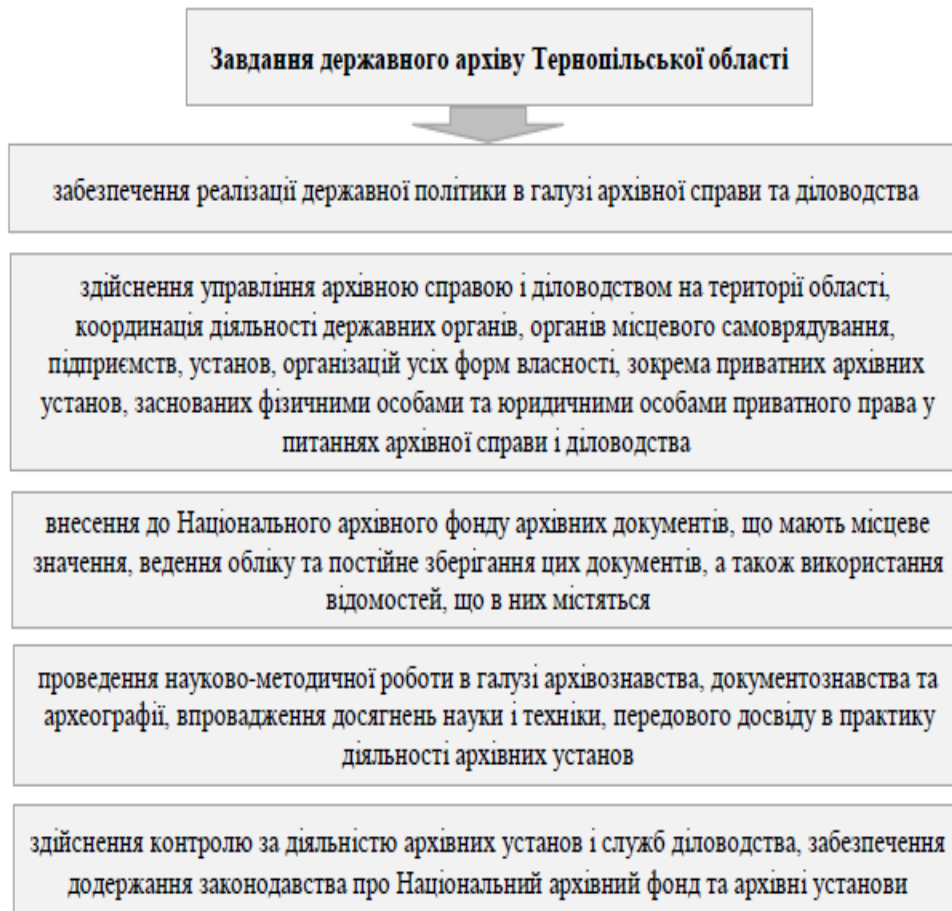 Завдання державного архіву Тернопільської області
забезпечення реалізації державної політики в галузі архівної справи та діловодства
здійснення управління архівною справою і діловодством на території області,
координація діяльності державних органів, органів місцевого самоврядування,
підприємств, установ, організацій усіх форм власності, зокрема приватних архівних
установ, заснованих фізичними особами та юридичними особами приватного права у
питаннях архівної справи і діловодства
внесення до Національного архівного фонду архівних документів, що мають місцеве
значення, ведення обліку та постійне зберігання цих документів, а також використання
відомостей, що в них містяться
проведення науково-методичної роботи в галузі архівознавства, документознавства та
археографії, впровадження досягнень науки і техніки, передового досвіду в практику
діяльності архівних установ
здійснення контролю за діяльністю архівних установ і служб діловодства, забезпечення
додержання законодавства про Національний архівний фонд та архівні установи